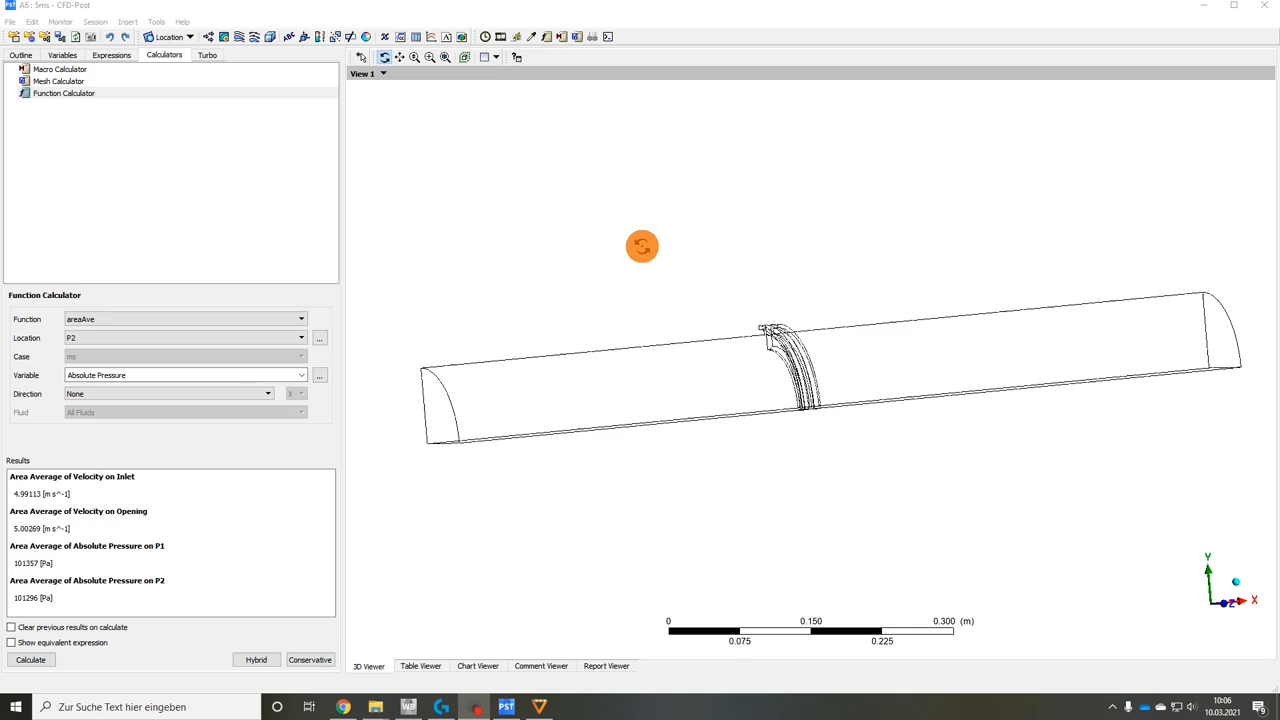 A6 : 5ms - CFD-Post
File Edit Monitor Session Insert Tools Help
Location
Outline Variables Expressions Calculators Turbo
Macro Calculator
Mesh Calculator
Function Calculator
View 1
Function Calculator
Function areaAve
Location P2 ...
Case ms
Variable Absolute Pressure ...
Direction None X
Fluid All Fluids
Results
Area Average of Velocity on Inlet
4.99113 [m s^-1]
Area Average of Velocity on Opening
5.00269 [m s^-1]
Area Average of Absolute Pressure on P1
101357 [Pa]
Area Average of Absolute Pressure on P2
101296 [Pa]
Clear previous results on calculate
Show equivalent expression
Calculate Hybrid Conservative
Y
X
Z
0 0.150 0.300 (m)
0.075 0.225
3D Viewer Table Viewer Chart Viewer Comment Viewer Report Viewer
Zur Suche Text hier eingeben
WB
PST
10:06
10.03.2021